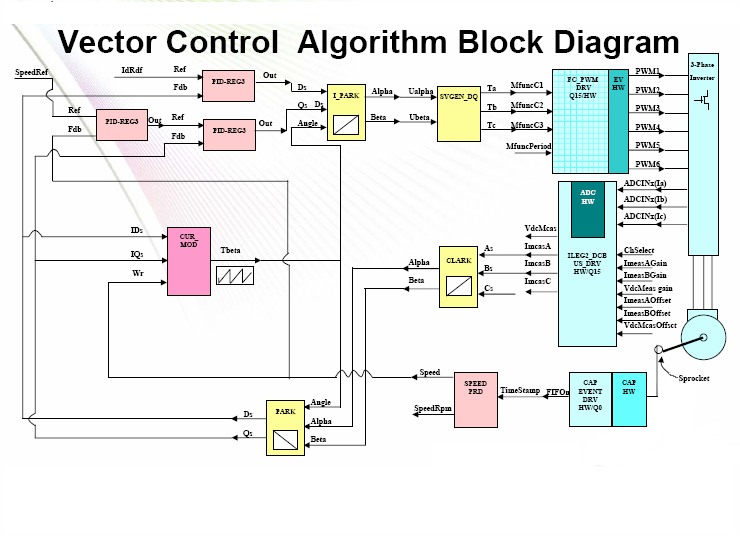 Vector Control Algorithm Block Diagram
SpeedRef
IdRdf
Ref
Fdb
PID-REG3
Out
Ref
Fdb
PID-REG3
Out
Ref
Fdb
PID-REG3
Out
Ds
Qs
Ds
Angle
I_PARK
Alpha
Beta
Ualpha
Ubeta
SVGEN_DQ
Ta
Tb
Tc
MfuncC1
MfuncC2
MfuncC3
MfuncPeriod
FC_PWM
DRV
Q15/HW
EV
HW
PWM1
PWM2
PWM3
PWM4
PWM5
PWM6
3-Phase
Inverter
ADCINx(Ia)
ADCINx(Ib)
ADCINx(Ic)
ADC
HW
ILEG2_DCB
US_DRV
HW/Q15
VdcMeas
ImeasA
ImeasB
ImeasC
ChSelect
ImeasAGain
ImeasBGain
VdcMeas gain
ImeasAOffset
ImeasBOffset
VdcMeasOffset
As
Bs
Cs
CLARK
Alpha
Beta
IDs
IQs
Wr
CUR_
MOD
Tbeta
Speed
SpeedRpm
SPEED
PRD
TimeStamp
FIFOn
CAP
EVENT
DRV
HW/Q0
CAP
HW
Sprocket
Ds
Qs
PARK
Angle
Alpha
Beta